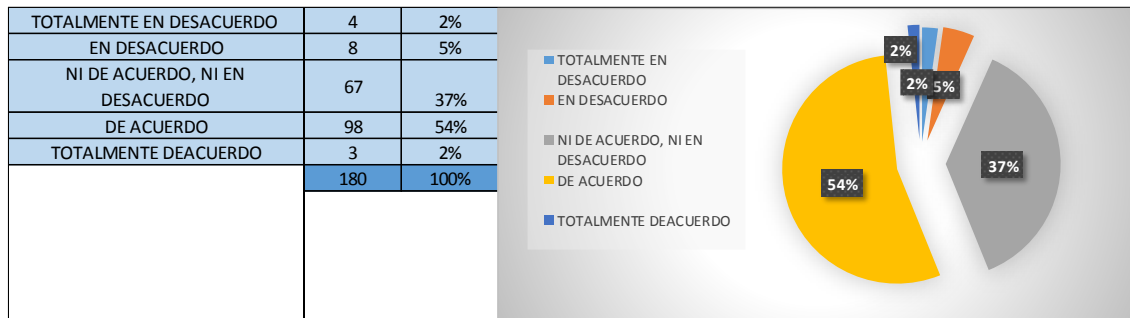 TOTALMENTE EN DESACUERDO 4 2%
EN DESACUERDO 8 5%
NI DE ACUERDO, NI EN
DESACUERDO 67 37%
DE ACUERDO 98 54%
TOTALMENTE DEACUERDO 3 2%
180 100%
TOTALMENTE EN
DESACUERDO
EN DESACUERDO
NI DE ACUERDO, NI EN
DESACUERDO
DE ACUERDO
TOTALMENTE DEACUERDO
2%
2%
5%
37%
54%